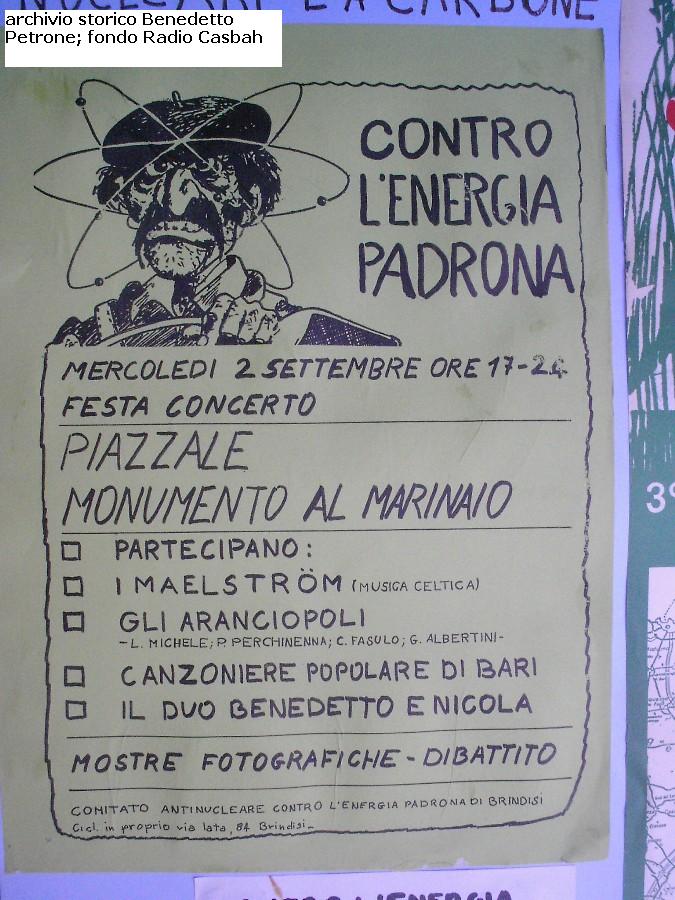 NUCLEARI E A CARBONE
archivio storico Benedetto
Petrone; fondo Radio Casbah
CONTRO
L'ENERGIA
PADRONA
MERCOLEDI 2 SETTEMBRE ORE 17-24
FESTA CONCERTO
PIAZZALE
MONUMENTO AL MARINAIO
PARTECIPANO:
I MAELSTRÖM (MUSICA CELTICA)
GLI ARANCIOPOLI
-L. MICHELE; P. PERCHINENNA; C. FASULO; G. ALBERTINI-
CANZONIERE POPOLARE DI BARI
IL DUO BENEDETTO E NICOLA
MOSTRE FOTOGRAFICHE - DIBATTITO
COMITATO ANTINUCLEARE CONTRO L'ENERGIA PADRONA DI BRINDISI
Cicl. in proprio via lata, 84 Brindisi-
3°
L'ENERGIA